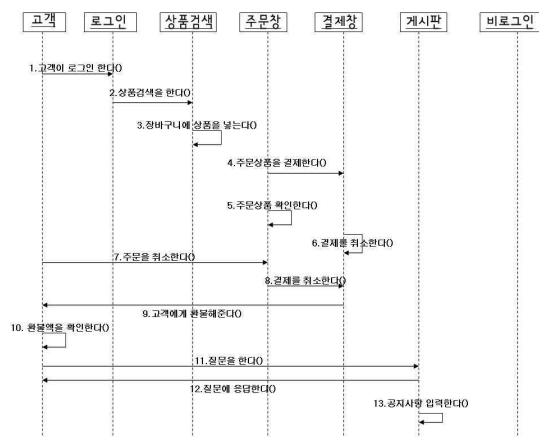 고객 로그인 상품검색 주문창 결제창 게시판 비로그인
1.고객이 로그인 한다()
2.상품검색을 한다()
3.장바구니에 상품을 넣는다()
4.주문상품을 결제한다()
5.주문상품 확인한다()
6.결제를 취소한다()
7.주문을 취소한다()
8.결제를 취소한다()
9.고객에게 환불해준다()
10. 환불액을 확인한다()
11.질문을 한다()
12.질문에 응답한다()
13.공지사항 입력한다()